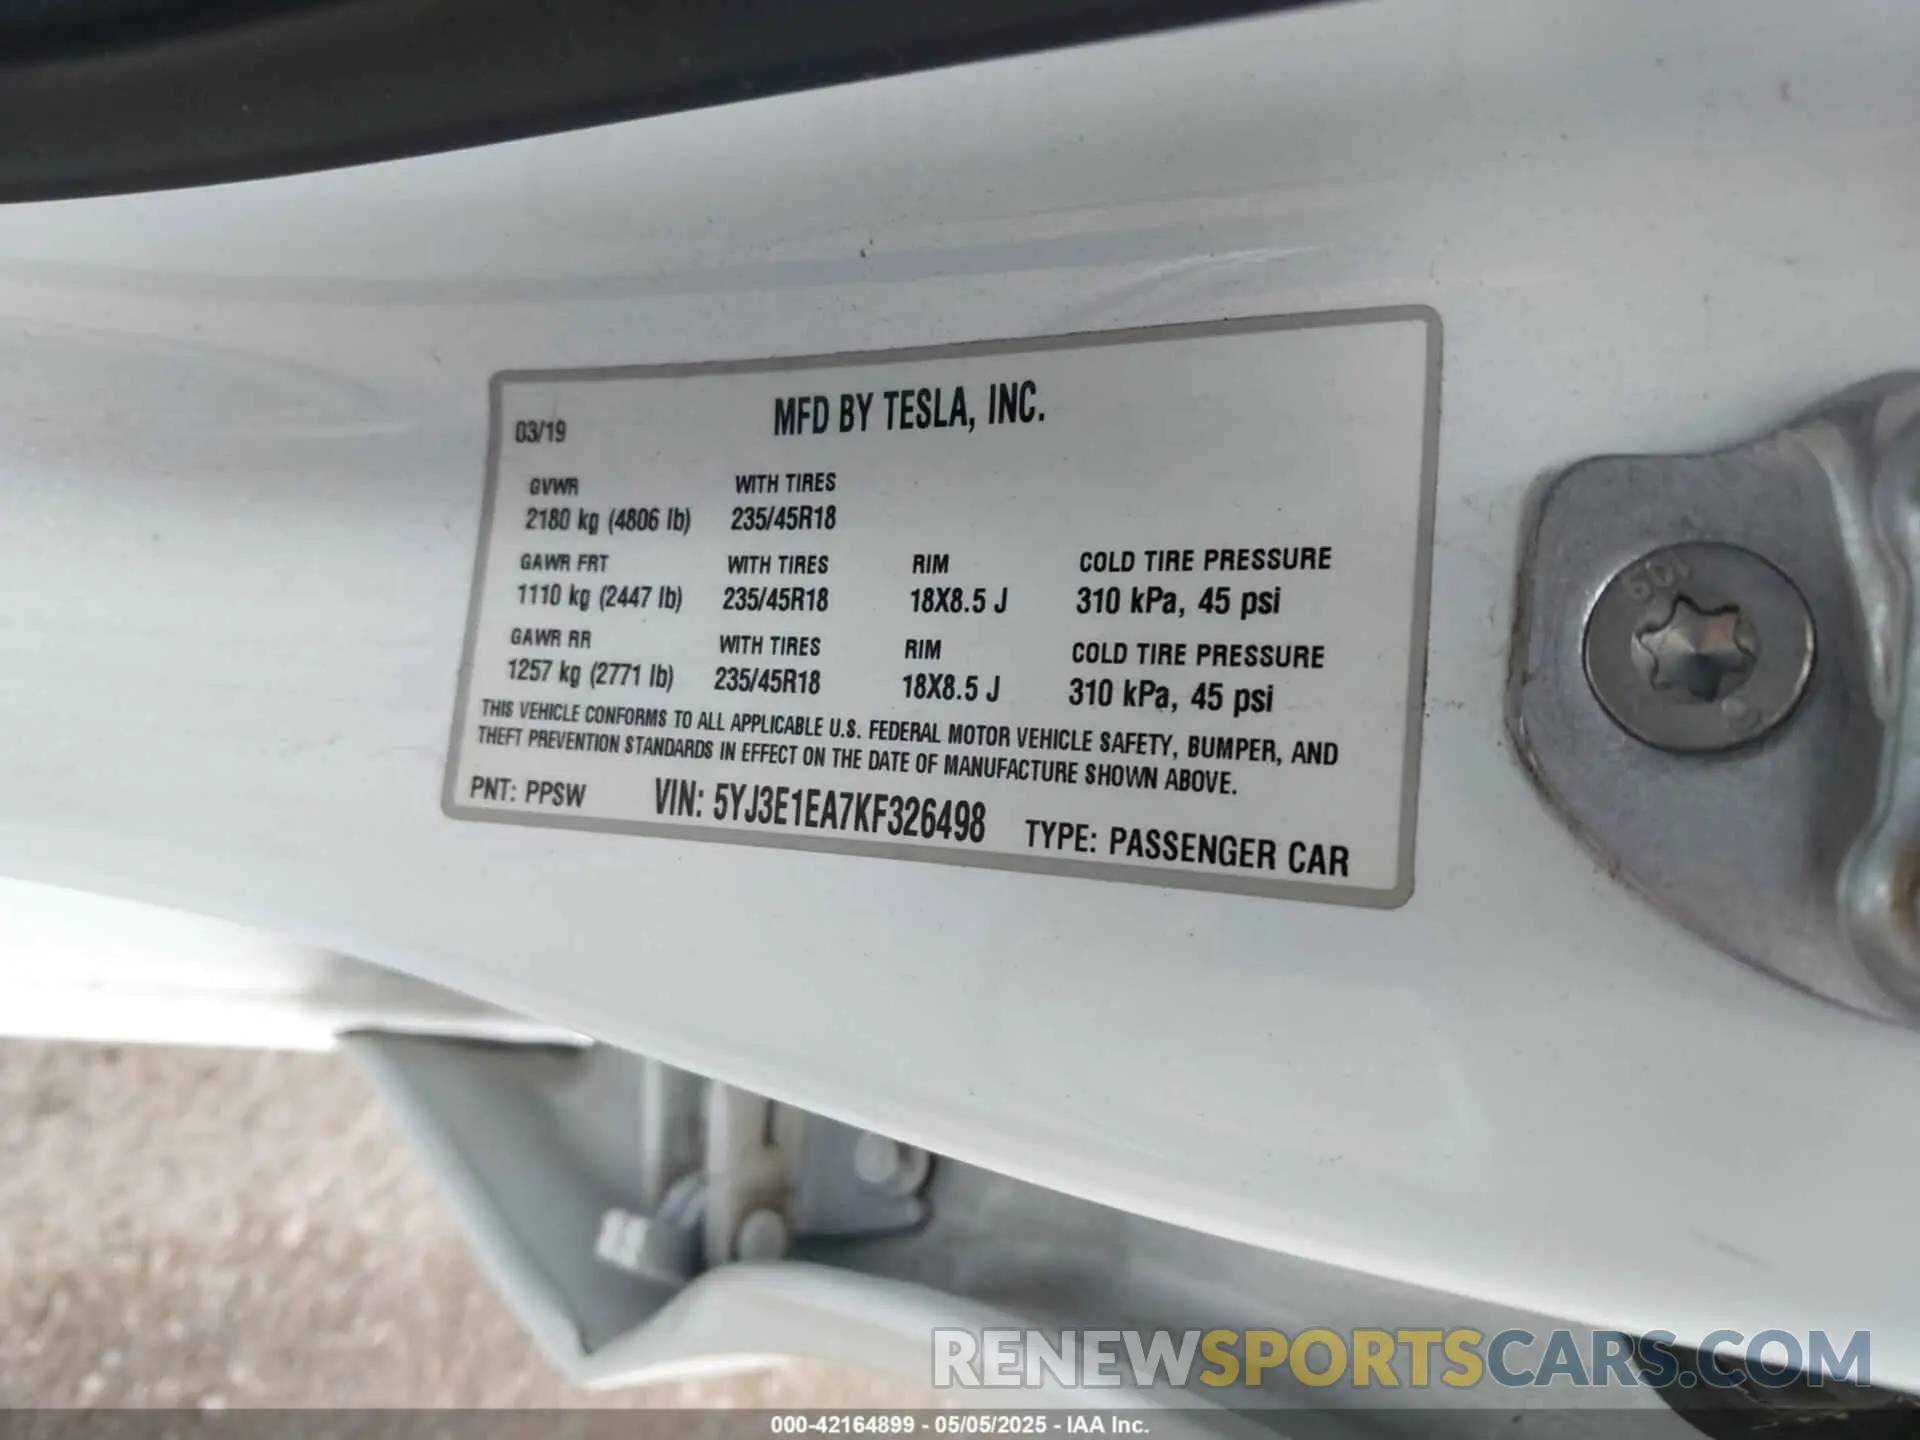 03/19
MFD BY TESLA, INC.
GVWR WITH TIRES
2180 kg (4806 lb) 235/45R18
GAWR FRT WITH TIRES RIM COLD TIRE PRESSURE
1110 kg (2447 lb) 235/45R18 18X8.5 J 310 kPa, 45 psi
GAWR RR WITH TIRES RIM COLD TIRE PRESSURE
1257 kg (2771 lb) 235/45R18 18X8.5 J 310 kPa, 45 psi
THIS VEHICLE CONFORMS TO ALL APPLICABLE U.S. FEDERAL MOTOR VEHICLE SAFETY, BUMPER, AND
THEFT PREVENTION STANDARDS IN EFFECT ON THE DATE OF MANUFACTURE SHOWN ABOVE.
PNT: PPSW VIN: 5YJ3E1EA7KF326498 TYPE: PASSENGER CAR
RENEWSPORTSCARS.COM
000-42164899 - 05/05/2025 - IAA Inc.